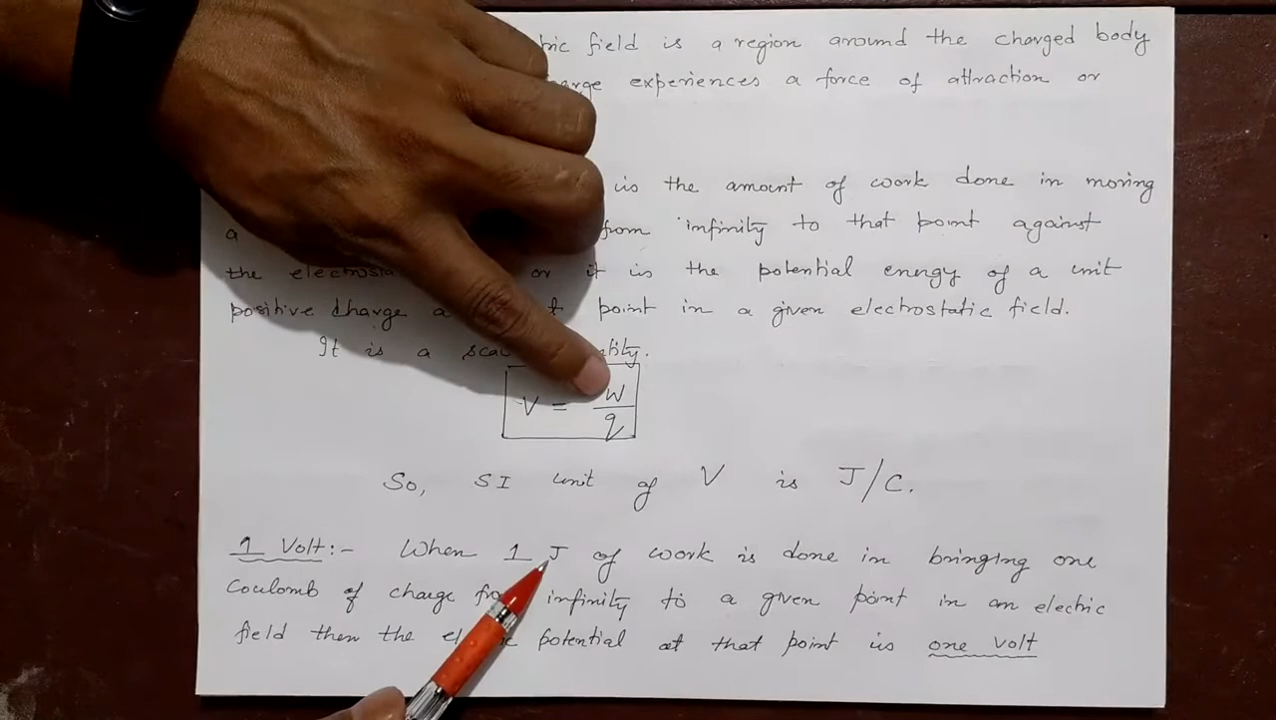 field is a region around the charged body
experiences a force of attraction or
is the amount of work done in moving
a from infinity to that point against
the or it is the potential energy of a unit
positive charge point in a given electrostatic field.
It is a
V = W/q
So, SI unit of V is J/C.
1 Volt:- When 1 J of work is done in bringing one
Coulomb of charge infinity to a given point in an electric
field then the potential at that point is one volt